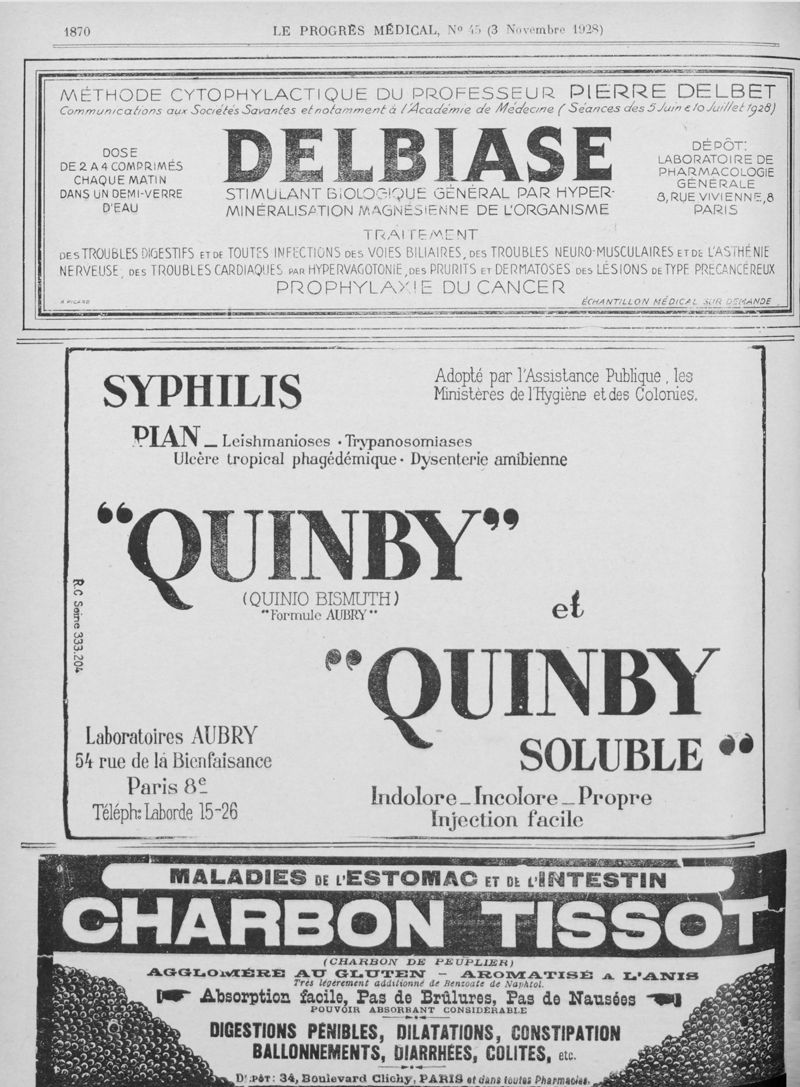 1870
LE PROGRÈS MÉDICAL, Nº 45 (3 Novembre 1928)
MÉTHODE CYTOPHYLACTIQUE DU PROFESSEUR PIERRE DELBET
Communications aux Sociétés Savantes et notamment à l'Académie de Médecine (Séances des 5 Juin et 10 Juillet 1928)
DOSE
DE 2 A 4 COMPRIMÉS
CHAQUE MATIN
DANS UN DEMI-VERRE
D'EAU
DELBIASE
STIMULANT BIOLOGIQUE GÉNÉRAL PAR HYPER-
MINÉRALISATION MAGNÉSIENNE DE L'ORGANISME
DÉPÔT:
LABORATOIRE DE
PHARMACOLOGIE
GÉNÉRALE
8, RUE VIVIENNE, 8
PARIS
TRAITEMENT
DES TROUBLES DIGESTIFS ET DE TOUTES INFECTIONS DES VOIES BILIAIRES, DES TROUBLES NEURO-MUSCULAIRES ET DE L'ASTHÉNIE
NERVEUSE, DES TROUBLES CARDIAQUES PAR HYPERVAGOTONIE, DES PRURITS ET DERMATOSES DES LÉSIONS DE TYPE PRÉCANCÉREUX
PROPHYLAXIE DU CANCER
ÉCHANTILLON MÉDICAL SUR DEMANDE
SYPHILIS
Adopté par l'Assistance Publique, les
Ministères de l'Hygiène et des Colonies.
PIAN_ Leishmanioses • Trypanosomiases
Ulcère tropical phagédémique • Dysenterie amibienne
"QUINBY"
(QUINIO BISMUTH)
"Formule AUBRY"
et
"QUINBY
SOLUBLE"
R.C Seine 333.204
Laboratoires AUBRY
54 rue de la Bienfaisance
Paris 8e
Téléph: Laborde 15-26
Indolore_Incolore_Propre
Injection facile
MALADIES DE L'ESTOMAC ET DE L'INTESTIN
CHARBON TISSOT
(CHARBON DE PEUPLIER)
AGGLOMÉRÉ AU GLUTEN - AROMATISÉ A L'ANIS
Très légèrement additionné de Benzoate de Naphtol.
Absorption facile, Pas de Brûlures, Pas de Nausées
POUVOIR ABSORBANT CONSIDÉRABLE
DIGESTIONS PÉNIBLES, DILATATIONS, CONSTIPATION
BALLONNEMENTS, DIARRHÉES, COLITES, etc.
DÉPÔT: 34, Boulevard Clichy, PARIS et dans toutes Pharmacies.